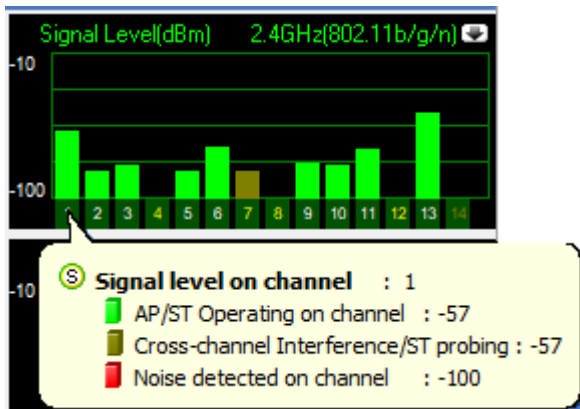 Signal Level(dBm) 2.4GHz(802.11b/g/n)
-10
-100
1 2 3 4 5 6 7 8 9 10 11 12 13 14
-10
S Signal level on channel : 1
AP/ST Operating on channel : -57
Cross-channel Interference/ST probing : -57
Noise detected on channel : -100